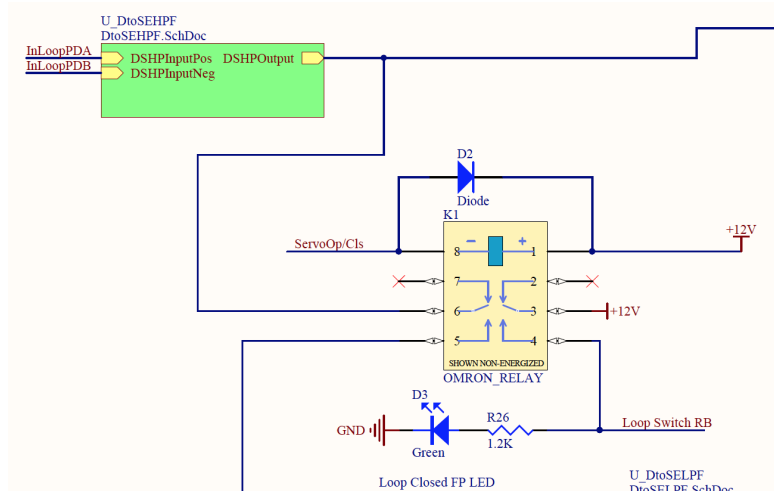 U_DtoSEHPF
DtoSEHPF.SchDoc
InLoopPDA
DSHPInputPos DSHPOutput
InLoopPDB
DSHPInputNeg
D2
Diode
K1
ServoOp/Cls
+12V
8 − + 1
7 2
6 3 +12V
5 4
SHOWN NON-ENERGIZED
OMRON_RELAY
D3
R26
Loop Switch RB
GND
1.2K
Green
U_DtoSELPF
Loop Closed FP LED
DtoSELPF.SchDoc